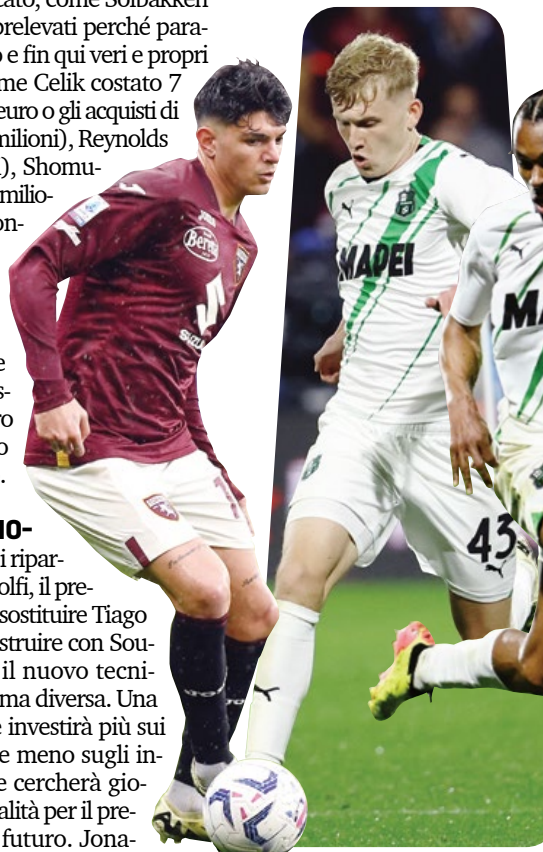 cato, come Solbakken
prelevati perché para-
o e fin qui veri e propri
me Celik costato 7
euro o gli acquisti di
milioni), Reynolds
), Shomu-
milio-
on-
e
s-
ro
o
.
IO-
i ripar-
olfi, il pre-
sostituire Tiago
struire con Sou-
il nuovo tecni-
ma diversa. Una
e investirà più sui
e meno sugli in-
e cercherà gio-
alità per il pre-
futuro. Jona-
Beretta
MAPEI
MA
43